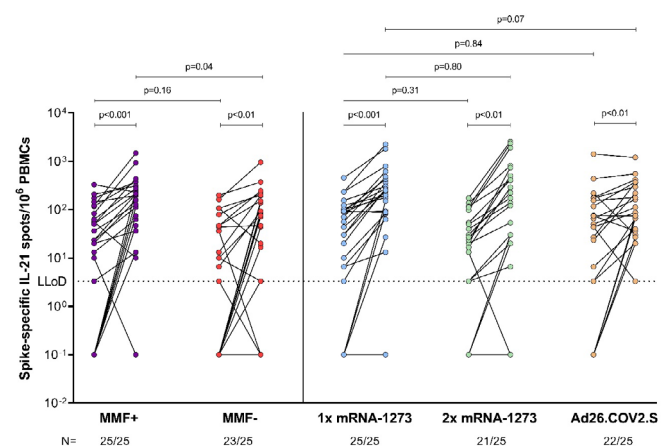 p=0.07
p=0.84
p=0.04 p=0.80
p=0.16 p=0.31
p<0.001 p<0.01 p<0.001 p<0.01 p<0.01
Spike-specific IL-21 spots/10⁶ PBMCs
10⁴
10³
10²
10¹
LLoD
10⁰
10⁻¹
10⁻²
MMF+ MMF- 1x mRNA-1273 2x mRNA-1273 Ad26.COV2.S
N= 25/25 23/25 25/25 21/25 22/25